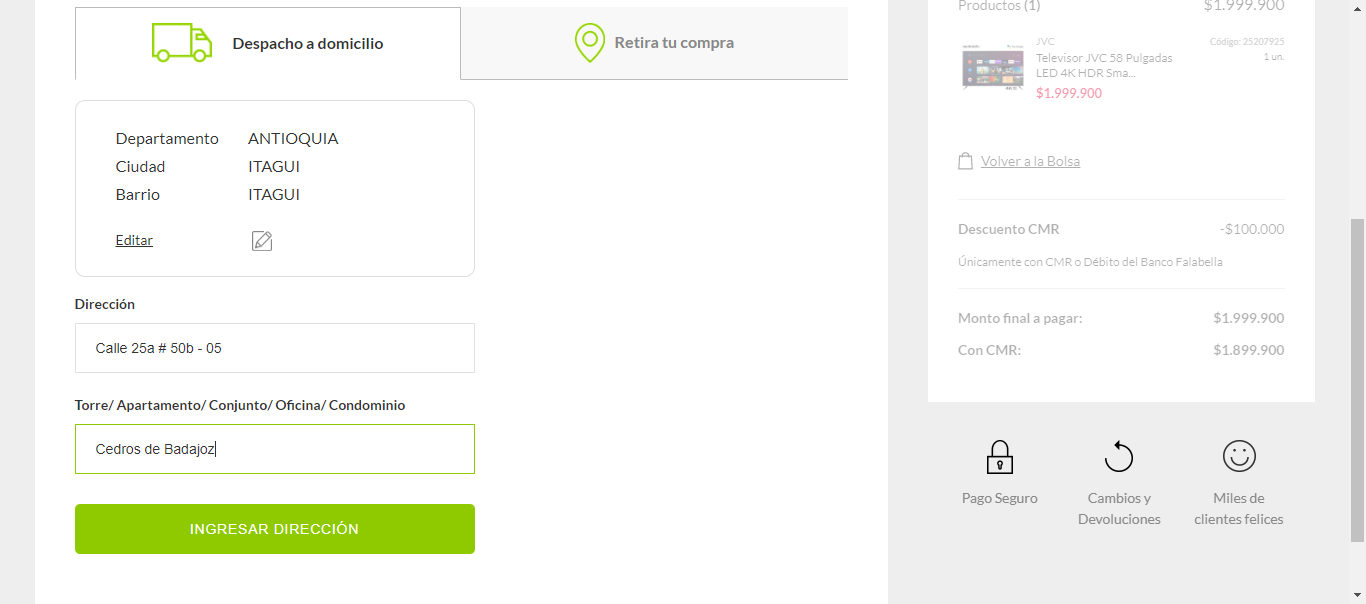 Despacho a domicilio
Retira tu compra
Departamento ANTIOQUIA
Ciudad ITAGUI
Barrio ITAGUI
Editar
Dirección
Calle 25a # 50b - 05
Torre/ Apartamento/ Conjunto/ Oficina/ Condominio
Cedros de Badajoz
INGRESAR DIRECCIÓN
Productos (1) $1.999.900
JVC Código: 25207925
Televisor JVC 58 Pulgadas 1 un.
LED 4K HDR Sma...
$1.999.900
Volver a la Bolsa
Descuento CMR -$100.000
Únicamente con CMR o Débito del Banco Falabella
Monto final a pagar: $1.999.900
Con CMR: $1.899.900
Pago Seguro
Cambios y
Devoluciones
Miles de
clientes felices